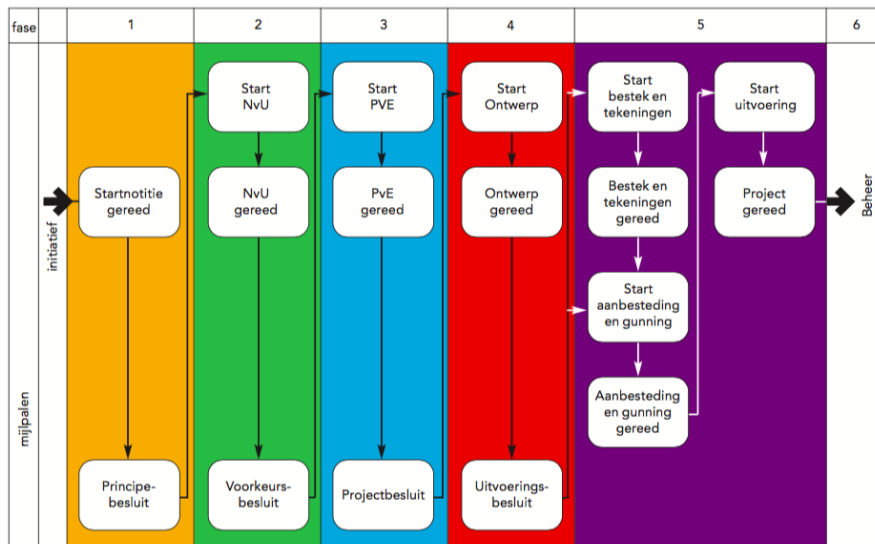 fase
1
2
3
4
5
6
mijlpalen
initiatief
Startnotitie
gereed
Principe-
besluit
Start
NvU
NvU
gereed
Voorkeurs-
besluit
Start
PVE
PvE
gereed
Projectbesluit
Start
Ontwerp
Ontwerp
gereed
Uitvoerings-
besluit
Start
bestek en
tekeningen
Bestek en
tekeningen
gereed
Start
aanbesteding
en gunning
Aanbesteding
en gunning
gereed
Start
uitvoering
Project
gereed
Beheer